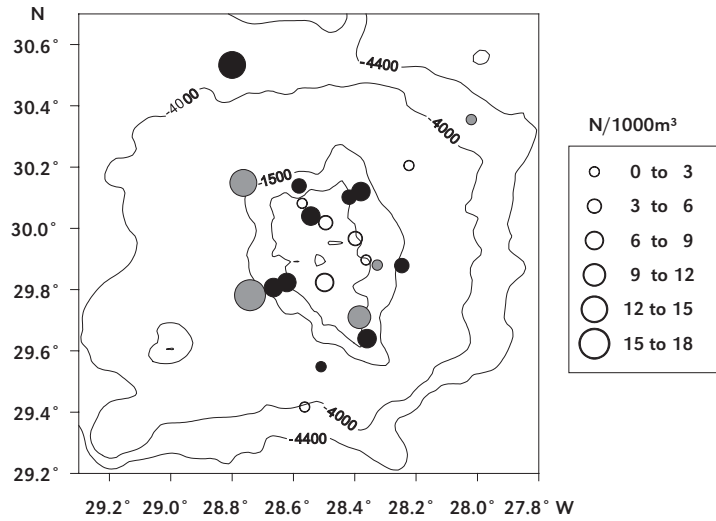 N
30.6°
30.4°
30.2°
30.0°
29.8°
29.6°
29.4°
29.2°
-4400
-4000
-4000
-1500
-4000
-4400
29.2° 29.0° 28.8° 28.6° 28.4° 28.2° 28.0° 27.8° W
N/1000m³
0 to 3
3 to 6
6 to 9
9 to 12
12 to 15
15 to 18